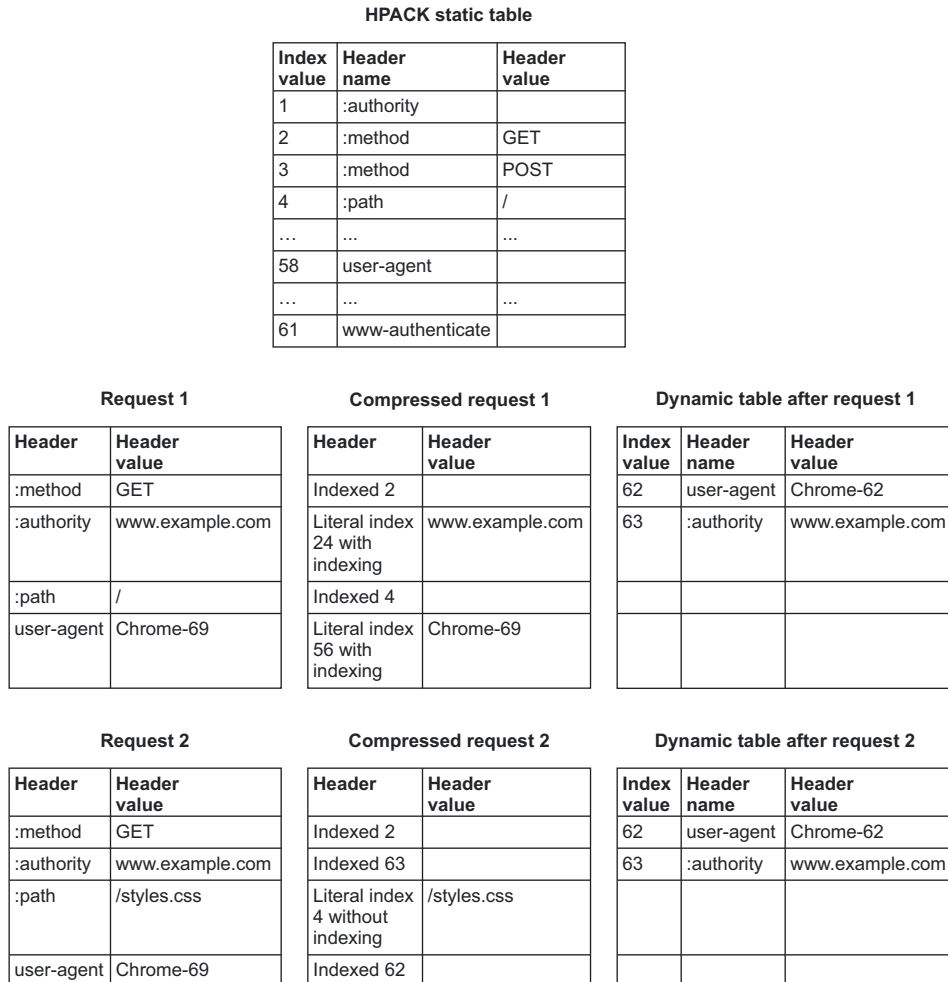 HPACK static table
Index value Header name Header value
1 :authority
2 :method GET
3 :method POST
4 :path /
… ... ...
58 user-agent
… ... ...
61 www-authenticate
Request 1
Header Header value
:method GET
:authority www.example.com
:path /
user-agent Chrome-69
Compressed request 1
Header Header value
Indexed 2
Literal index 24 with indexing www.example.com
Indexed 4
Literal index 56 with indexing Chrome-69
Dynamic table after request 1
Index value Header name Header value
62 user-agent Chrome-62
63 :authority www.example.com
Request 2
Header Header value
:method GET
:authority www.example.com
:path /styles.css
user-agent Chrome-69
Compressed request 2
Header Header value
Indexed 2
Indexed 63
Literal index 4 without indexing /styles.css
Indexed 62
Dynamic table after request 2
Index value Header name Header value
62 user-agent Chrome-62
63 :authority www.example.com